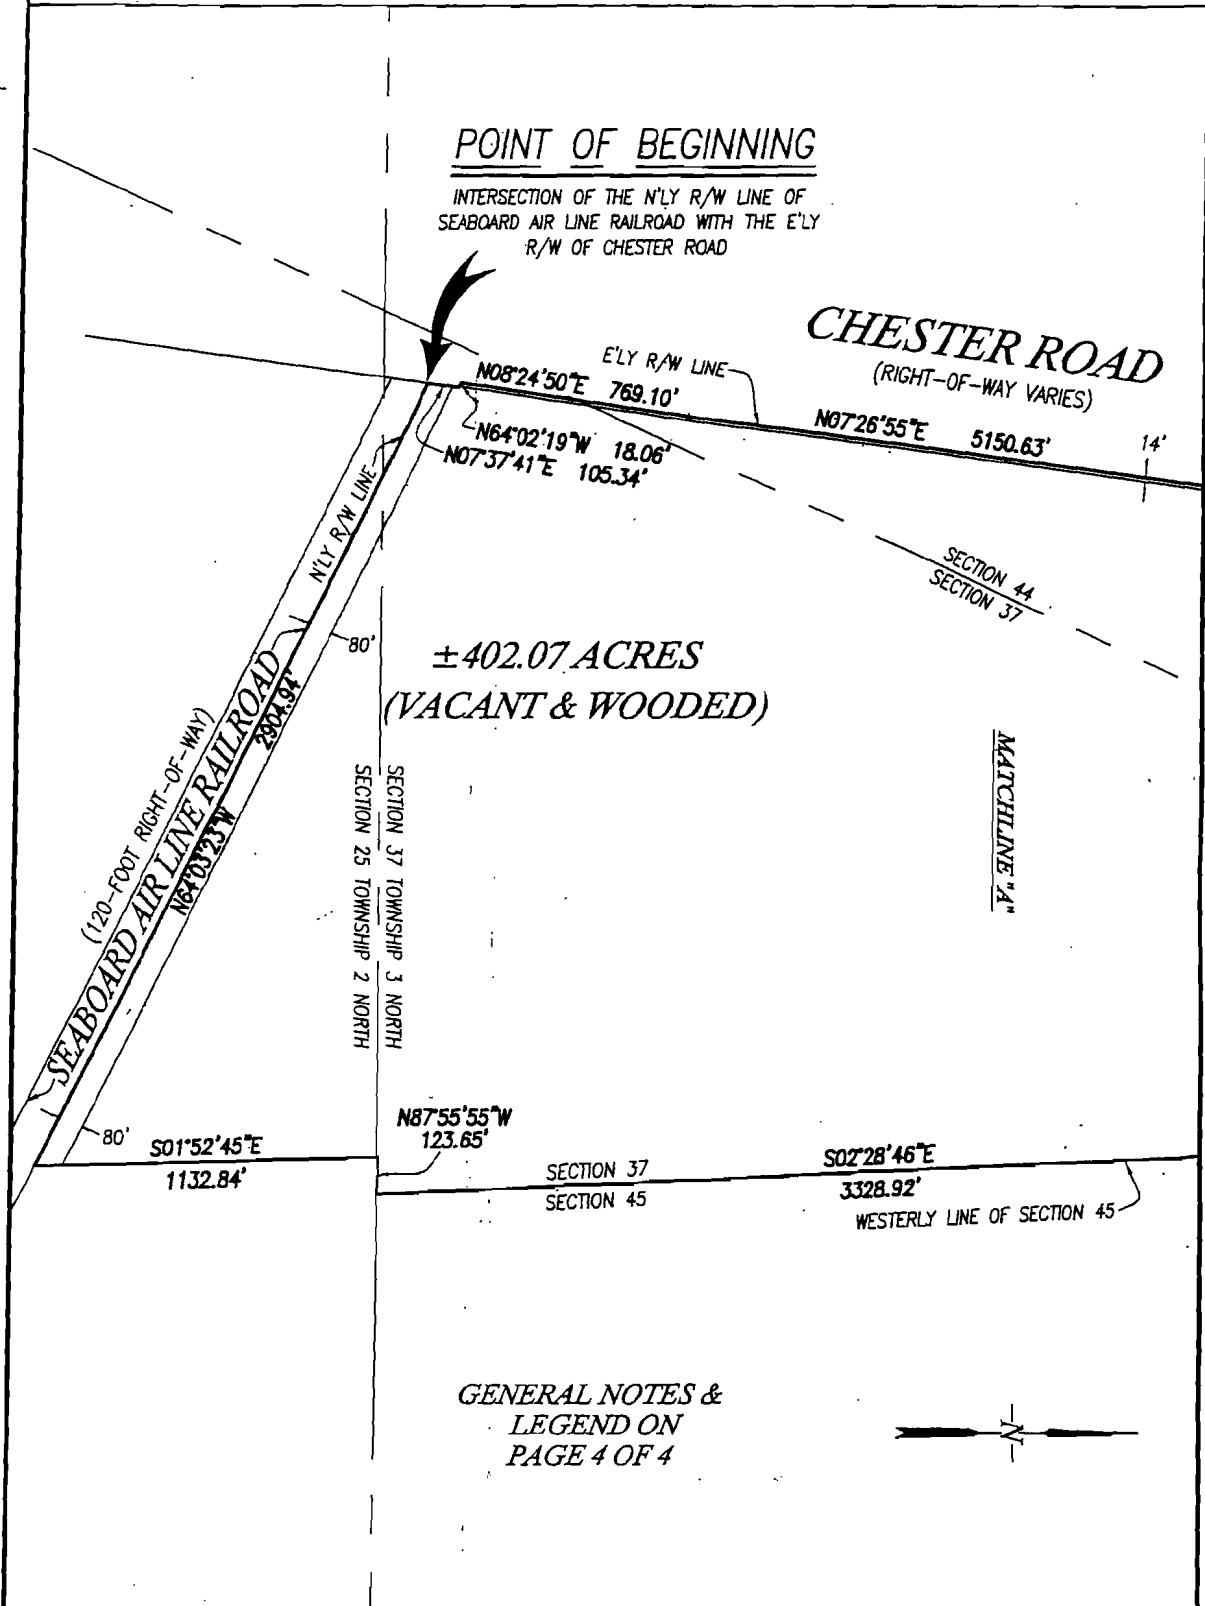 POINT OF BEGINNING
INTERSECTION OF THE N'LY R/W LINE OF
SEABOARD AIR LINE RAILROAD WITH THE E'LY
R/W OF CHESTER ROAD
CHESTER ROAD
(RIGHT-OF-WAY VARIES)
E'LY R/W LINE
N08°24'50"E 769.10'
N07°26'55"E 5150.63'
14'
N64°02'19"W 18.06'
N07°37'41"E 105.34'
N'LY R/W LINE
SECTION 44
SECTION 37
80'
±402.07 ACRES
(VACANT & WOODED)
(120-FOOT RIGHT-OF-WAY)
SEABOARD AIR LINE RAILROAD
N64°03'23"W 2904.94'
SECTION 37 TOWNSHIP 3 NORTH
SECTION 25 TOWNSHIP 2 NORTH
MATCHLINE "A"
80'
S01°52'45"E
1132.84'
N87°55'55"W
123.65'
SECTION 37
SECTION 45
S02°28'46"E
3328.92'
WESTERLY LINE OF SECTION 45
GENERAL NOTES &
LEGEND ON
PAGE 4 OF 4
N